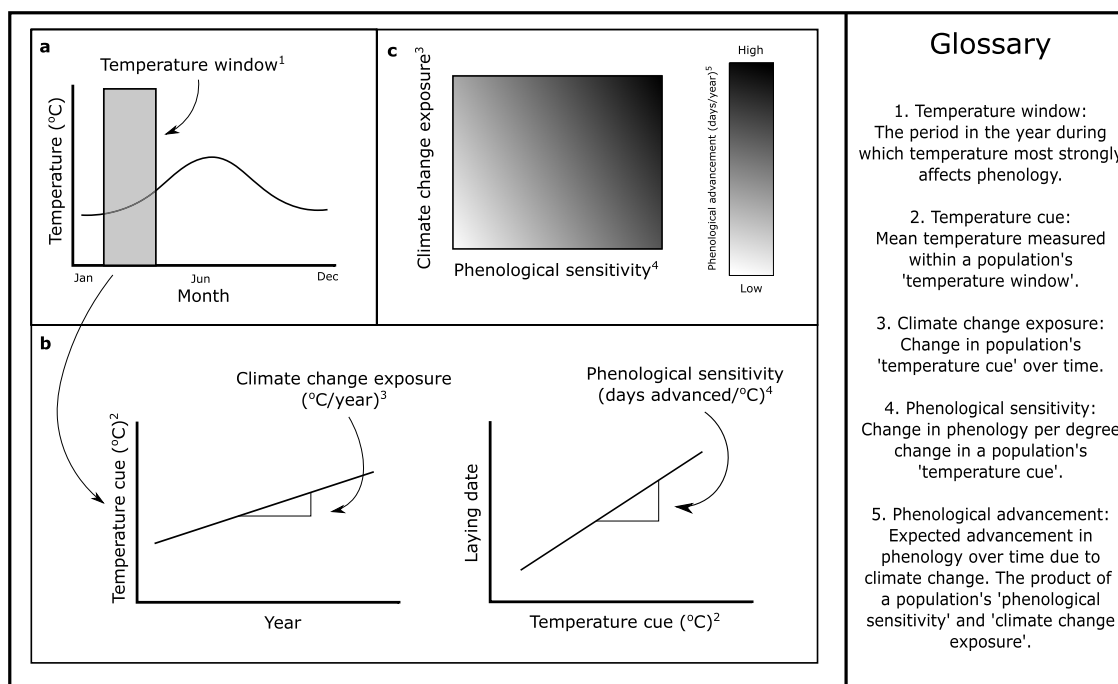 a
Temperature window1
Temperature (oC)
Jan
Jun
Dec
Month
c
Climate change exposure3
Phenological sensitivity4
High
Phenological advancement (days/year)5
Low
b
Climate change exposure
(oC/year)3
Temperature cue (oC)2
Year
Phenological sensitivity
(days advanced/oC)4
Laying date
Temperature cue (oC)2
Glossary
1. Temperature window:
The period in the year during
which temperature most strongly
affects phenology.
2. Temperature cue:
Mean temperature measured
within a population's
'temperature window'.
3. Climate change exposure:
Change in population's
'temperature cue' over time.
4. Phenological sensitivity:
Change in phenology per degree
change in a population's
'temperature cue'.
5. Phenological advancement:
Expected advancement in
phenology over time due to
climate change. The product of
a population's 'phenological
sensitivity' and 'climate change
exposure'.